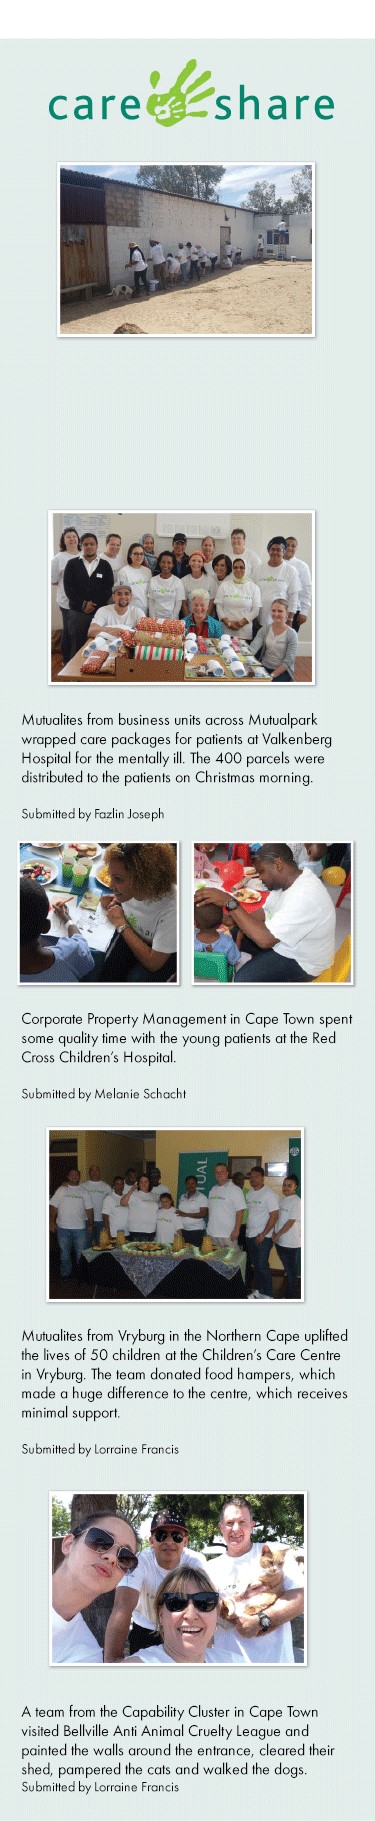 care share
Mutualites from business units across Mutualpark
wrapped care packages for patients at Valkenberg
Hospital for the mentally ill. The 400 parcels were
distributed to the patients on Christmas morning.
Submitted by Fazlin Joseph
Corporate Property Management in Cape Town spent
some quality time with the young patients at the Red
Cross Children's Hospital.
Submitted by Melanie Schacht
UTUAL
Mutualites from Vryburg in the Northern Cape uplifted
the lives of 50 children at the Children's Care Centre
in Vryburg. The team donated food hampers, which
made a huge difference to the centre, which receives
minimal support.
Submitted by Lorraine Francis
A team from the Capability Cluster in Cape Town
visited Bellville Anti Animal Cruelty League and
painted the walls around the entrance, cleared their
shed, pampered the cats and walked the dogs.
Submitted by Lorraine Francis